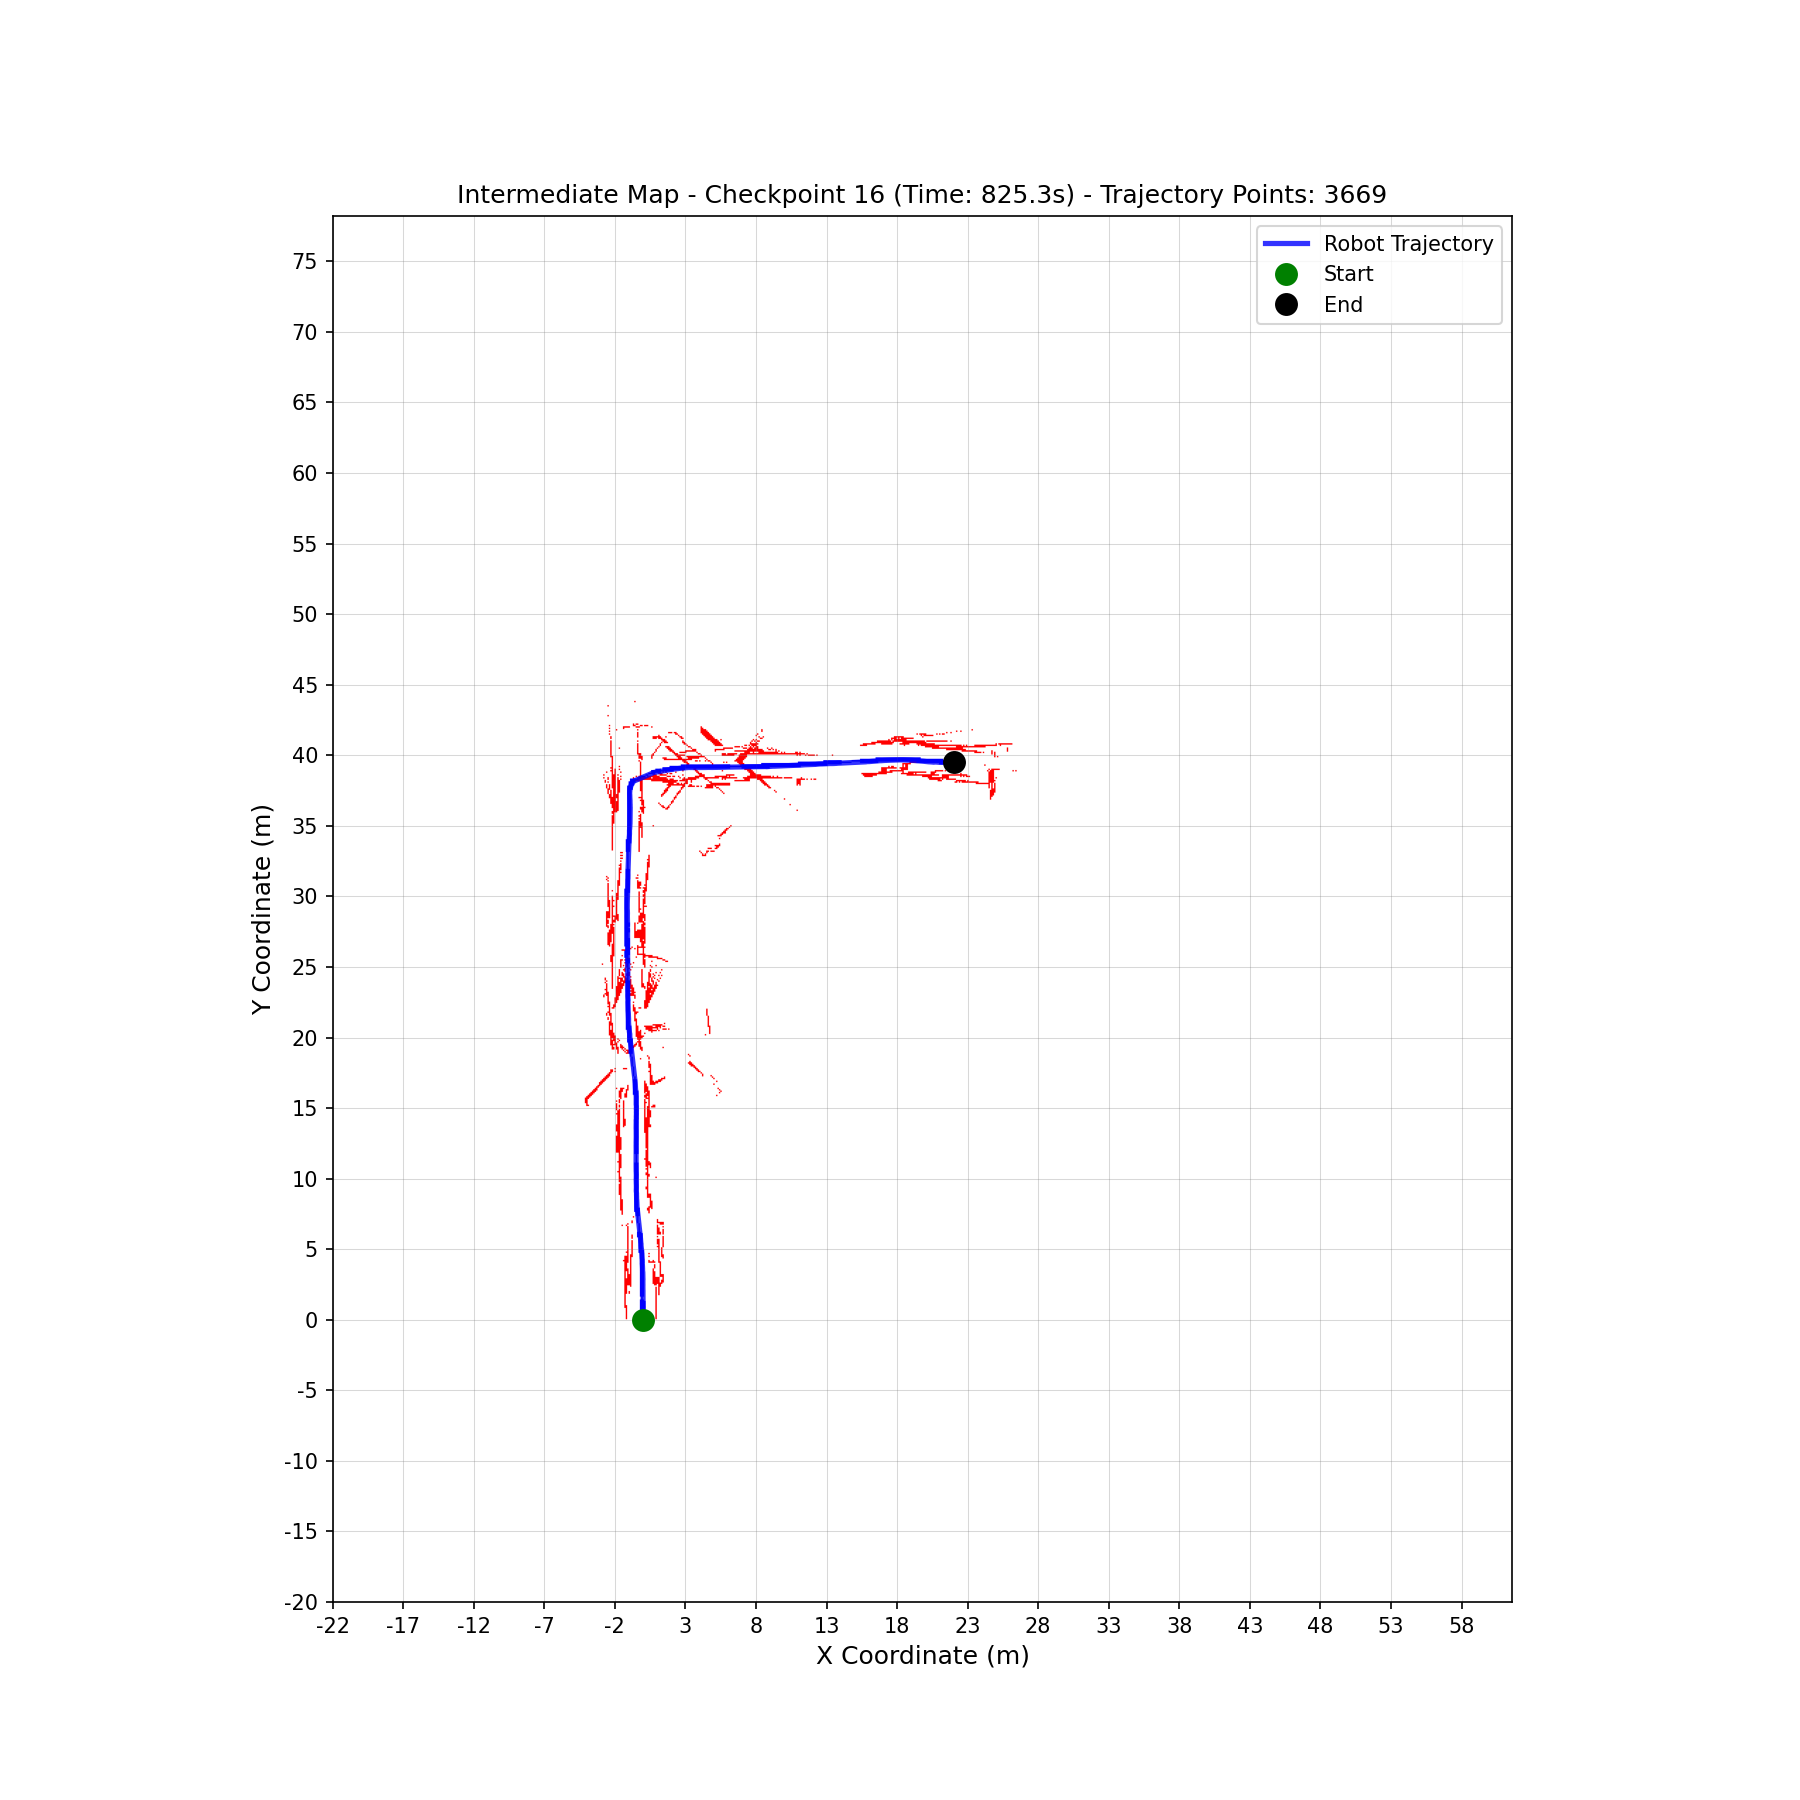 Intermediate Map - Checkpoint 16 (Time: 825.3s) - Trajectory Points: 3669
Robot Trajectory
Start
End
75
70
65
60
55
50
45
40
35
30
25
20
15
10
5
0
-5
-10
-15
-20
Y Coordinate (m)
-22 -17 -12 -7 -2 3 8 13 18 23 28 33 38 43 48 53 58
X Coordinate (m)